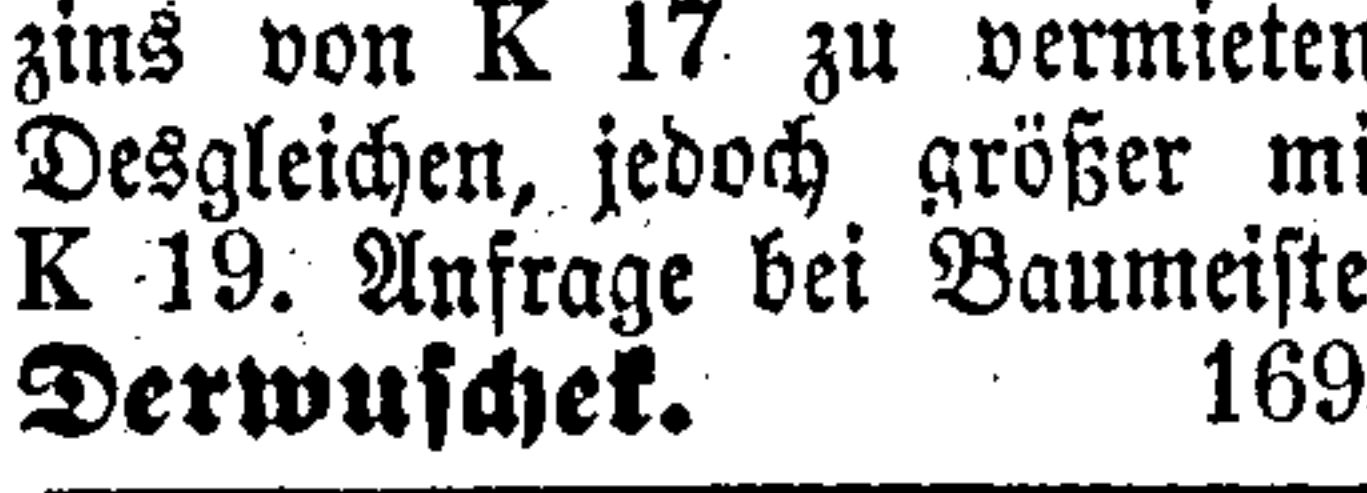 zins von K 17 zu vermieten
Desgleichen, jedoch größer mi
K 19. Anfrage bei Baumeiste
Derwuschek. 169